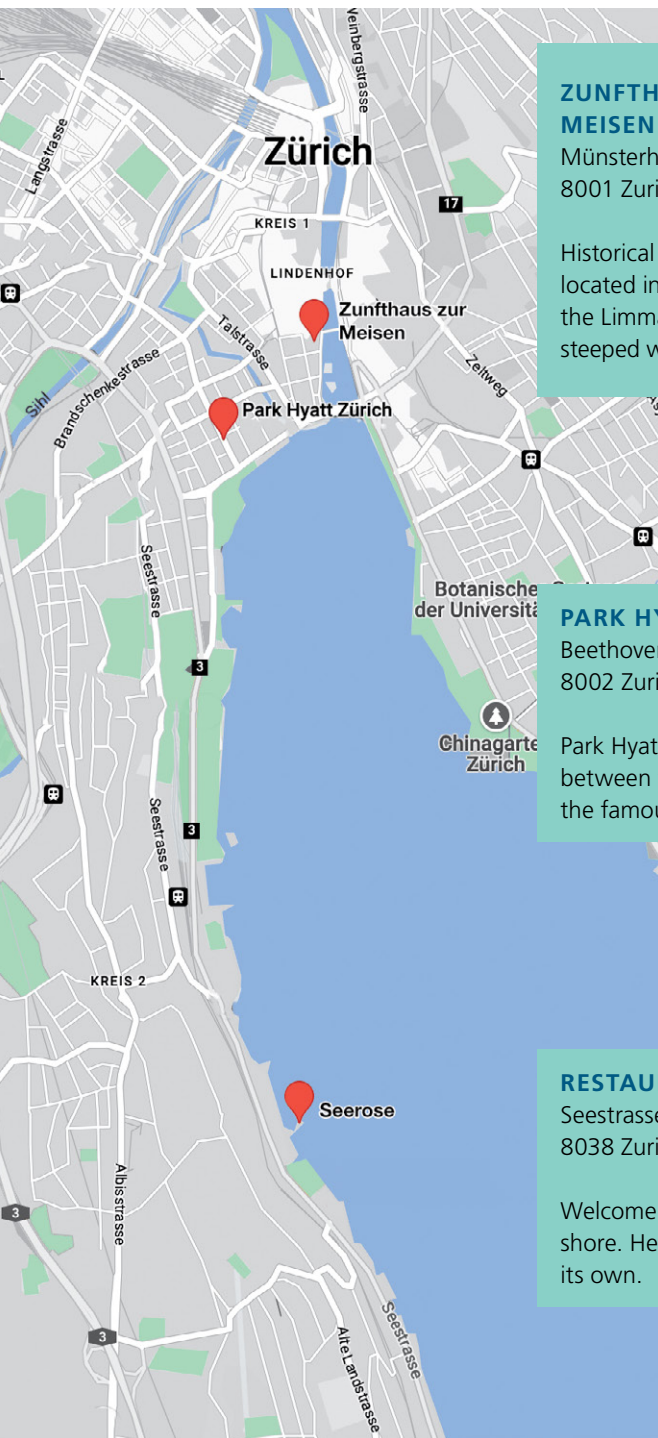 Weinbergstrasse
Langstrasse
Zürich
17
KREIS 1
LINDENHOF
Zunfthaus zur
Meisen
Talstrasse
Zeltweg
Brandschenkestrasse
Sihl
Park Hyatt Zürich
Seestrasse
Botanische
der Universitä
3
Chinagarte
Zürich
3
Seestrasse
KREIS 2
Seerose
Albisstrasse
3
3
Seestrasse
Alte Landstrasse
ZUNFTH
MEISEN
Münsterh
8001 Zuri
Historical
located in
the Limma
steeped w
PARK HY
Beethoven
8002 Zuri
Park Hyat
between
the famou
RESTAU
Seestrasse
8038 Zuri
Welcome
shore. He
its own.